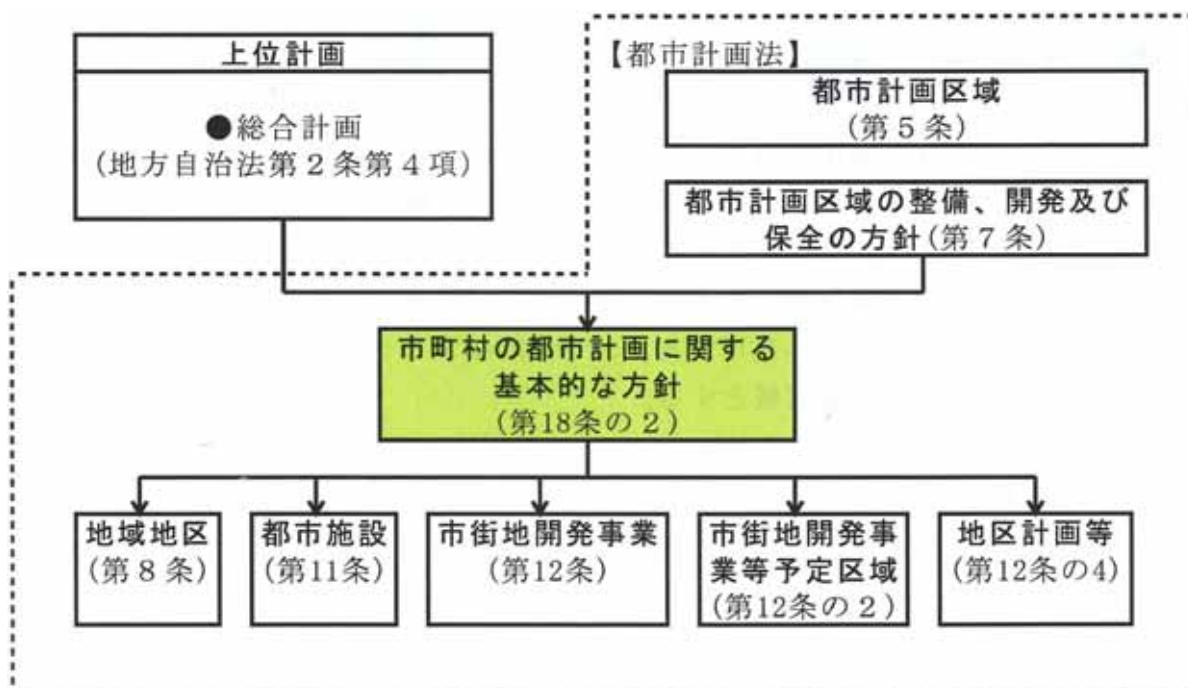 上位計画
●総合計画
(地方自治法第2条第4項)
【都市計画法】
都市計画区域
(第5条)
都市計画区域の整備、開発及び
保全の方針(第7条)
市町村の都市計画に関する
基本的な方針
(第18条の2)
地域地区
(第8条)
都市施設
(第11条)
市街地開発事業
(第12条)
市街地開発事
業等予定区域
(第12条の2)
地区計画等
(第12条の4)